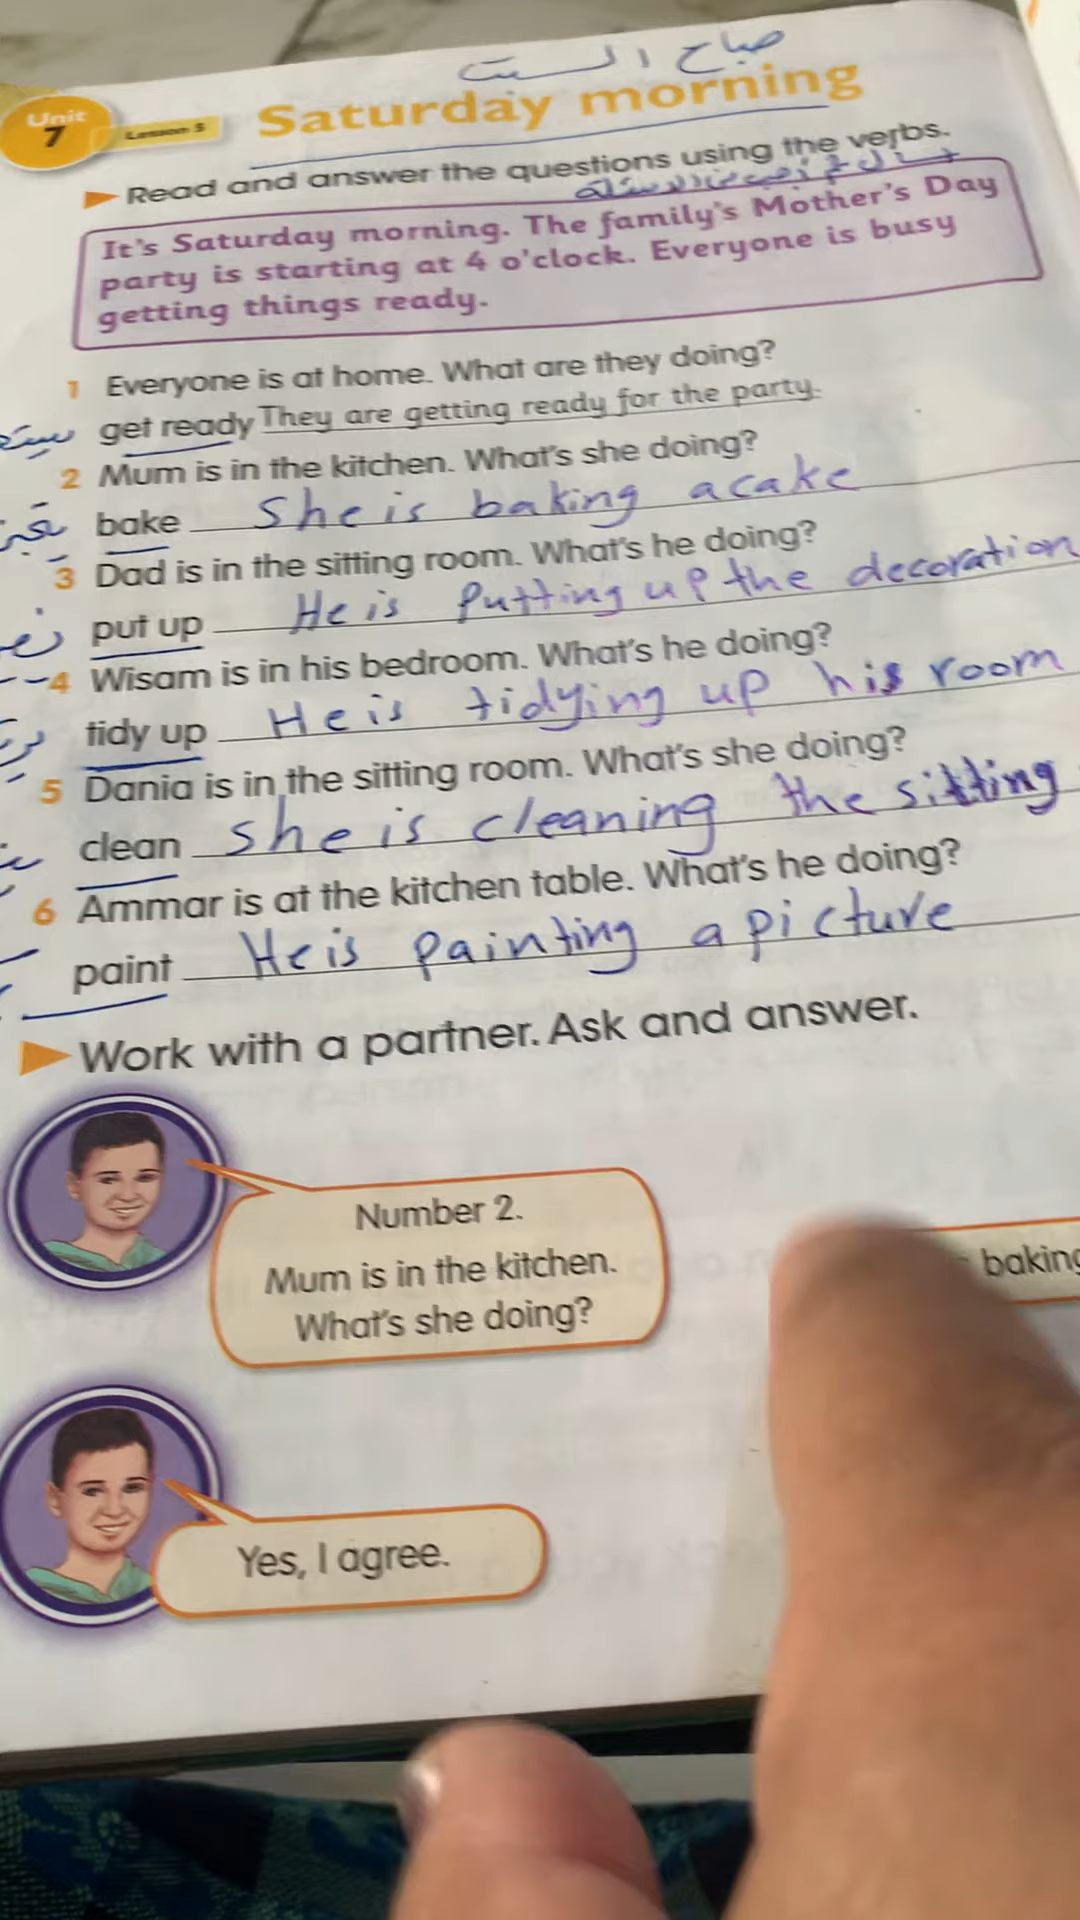 صباح السبت
Unit 7
Lesson 5
Saturday morning
Read and answer the questions using the verbs.
It's Saturday morning. The family's Mother's Day
party is starting at 4 o'clock. Everyone is busy
getting things ready.
1 Everyone is at home. What are they doing?
get ready They are getting ready for the party.
2 Mum is in the kitchen. What's she doing?
bake She is baking a cake
3 Dad is in the sitting room. What's he doing?
put up He is Putting up the decoration
4 Wisam is in his bedroom. What's he doing?
tidy up He is tidying up his room
5 Dania is in the sitting room. What's she doing?
clean she is cleaning the sitting
6 Ammar is at the kitchen table. What's he doing?
paint He is painting a picture
Work with a partner. Ask and answer.
Number 2.
Mum is in the kitchen.
What's she doing?
baking
Yes, I agree.